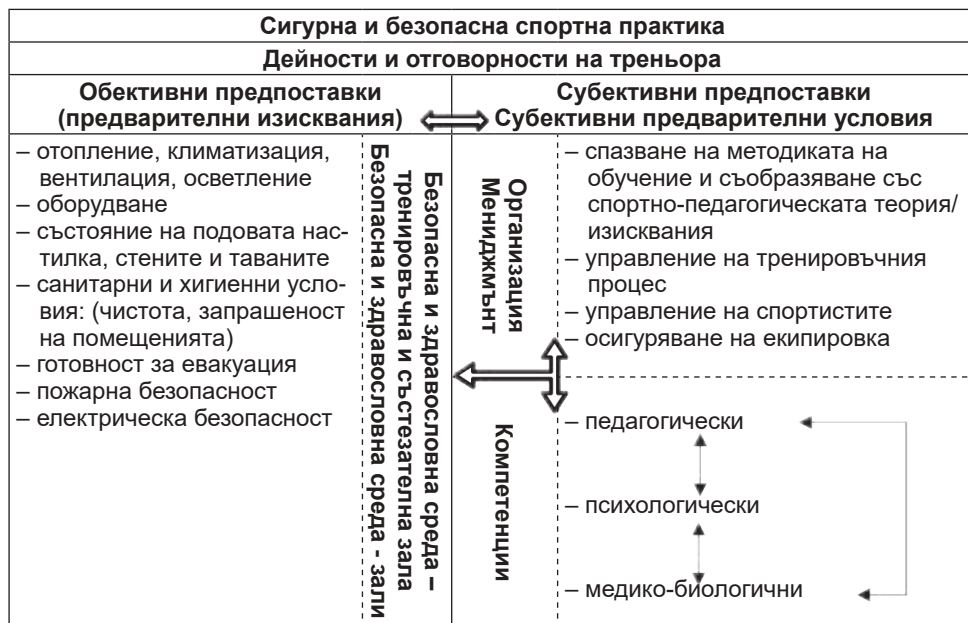 Сигурна и безопасна спортна практика
Дейности и отговорности на треньора
Обективни предпоставки
(предварителни изисквания)
Субективни предпоставки
Субективни предварителни условия
– отопление, климатизация,
вентилация, осветление
– оборудване
– състояние на подовата нас-
тилка, стените и таваните
– санитарни и хигиенни усло-
вия: (чистота, запрашеност
на помещенията)
– готовност за евакуация
– пожарна безопасност
– електрическа безопасност
Безопасна и здравословна среда –
тренировъчна и състезателна зала
Безопасна и здравословна среда - зали
Организация
Мениджмънт
– спазване на методиката на
обучение и съобразяване със
спортно-педагогическата теория/
изисквания
– управление на тренировъчния
процес
– управление на спортистите
– осигуряване на екипировка
Компетенции
– педагогически
– психологически
– медико-биологични